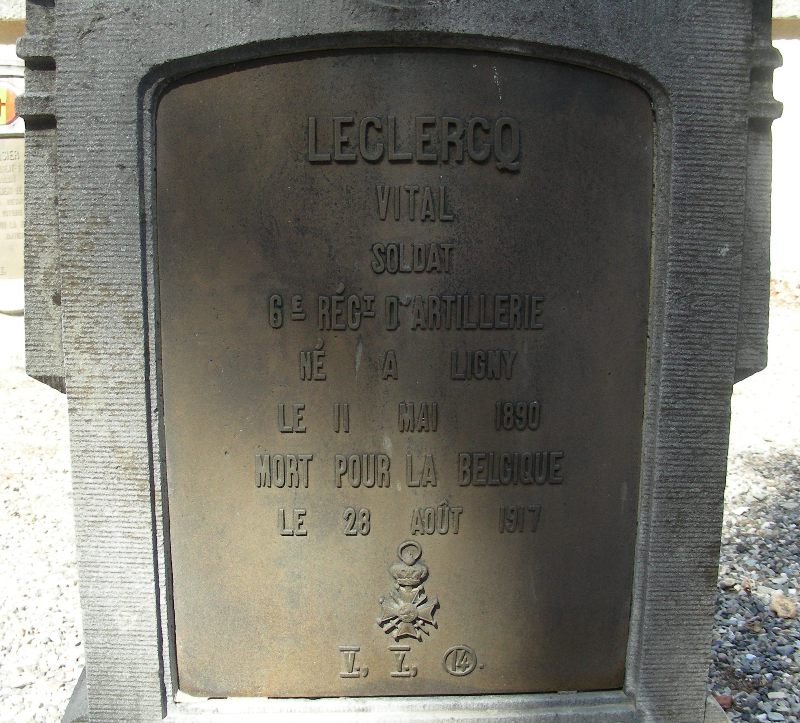 LECLERCQ
VITAL
SOLDAT
6E RÉGT D'ARTILLERIE
NÉ A LIGNY
LE 11 MAI 1890
MORT POUR LA BELGIQUE
LE 28 AOÛT 1917
V, Y, 14.